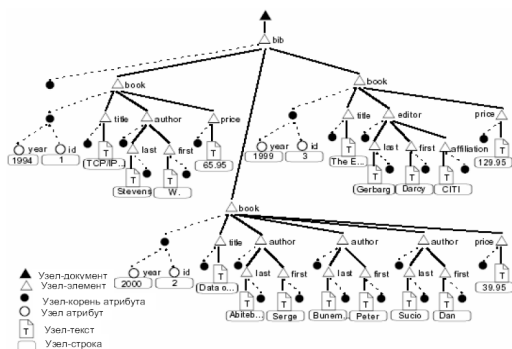 bib
book
book
title author price
title editor price
year id
1994 1
TCP/IP...
last first
65.95
Stevens W.
year id
1999 3
The E...
last first affiliation
129.95
Gerbarg Darcy CITI
book
title author author author price
year id
2000 2
Data o...
last first last first last first
39.95
Abiteb... Serge Bunem... Peter Suciо Dan
Узел-документ
Узел-элемент
Узел-корень атрибута
Узел атрибут
Узел-текст
Узел-строка
T T T T T T T T T T T T T T T T T T